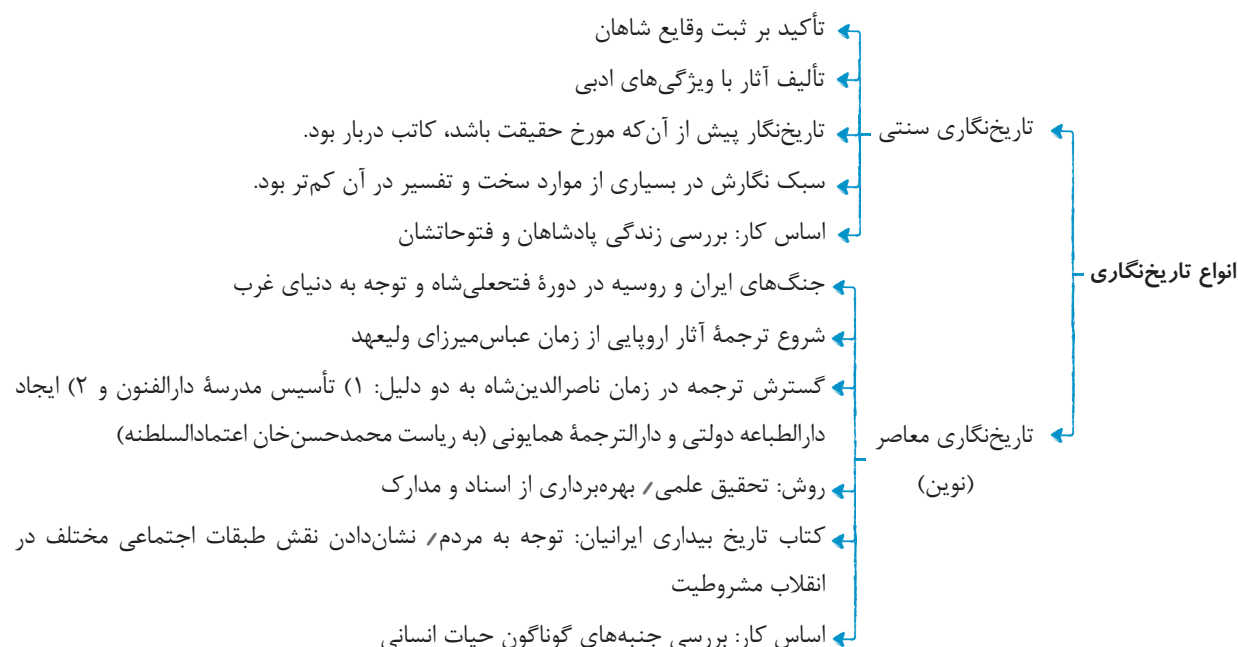 انواع تاریخ‌نگاری
تاریخ‌نگاری سنتی
تأکید بر ثبت وقایع شاهان
تألیف آثار با ویژگی‌های ادبی
تاریخ‌نگار پیش از آن‌که مورخ حقیقت باشد، کاتب دربار بود.
سبک نگارش در بسیاری از موارد سخت و تفسیر در آن کم‌تر بود.
اساس کار: بررسی زندگی پادشاهان و فتوحاتشان
تاریخ‌نگاری معاصر
(نوین)
جنگ‌های ایران و روسیه در دورهٔ فتحعلی‌شاه و توجه به دنیای غرب
شروع ترجمهٔ آثار اروپایی از زمان عباس‌میرزای ولیعهد
گسترش ترجمه در زمان ناصرالدین‌شاه به دو دلیل: ۱) تأسیس مدرسهٔ دارالفنون و ۲) ایجاد
دارالطباعه دولتی و دارالترجمهٔ همایونی (به ریاست محمدحسن‌خان اعتمادالسلطنه)
روش: تحقیق علمی/ بهره‌برداری از اسناد و مدارک
کتاب تاریخ بیداری ایرانیان: توجه به مردم/ نشان‌دادن نقش طبقات اجتماعی مختلف در
انقلاب مشروطیت
اساس کار: بررسی جنبه‌های گوناگون حیات انسانی